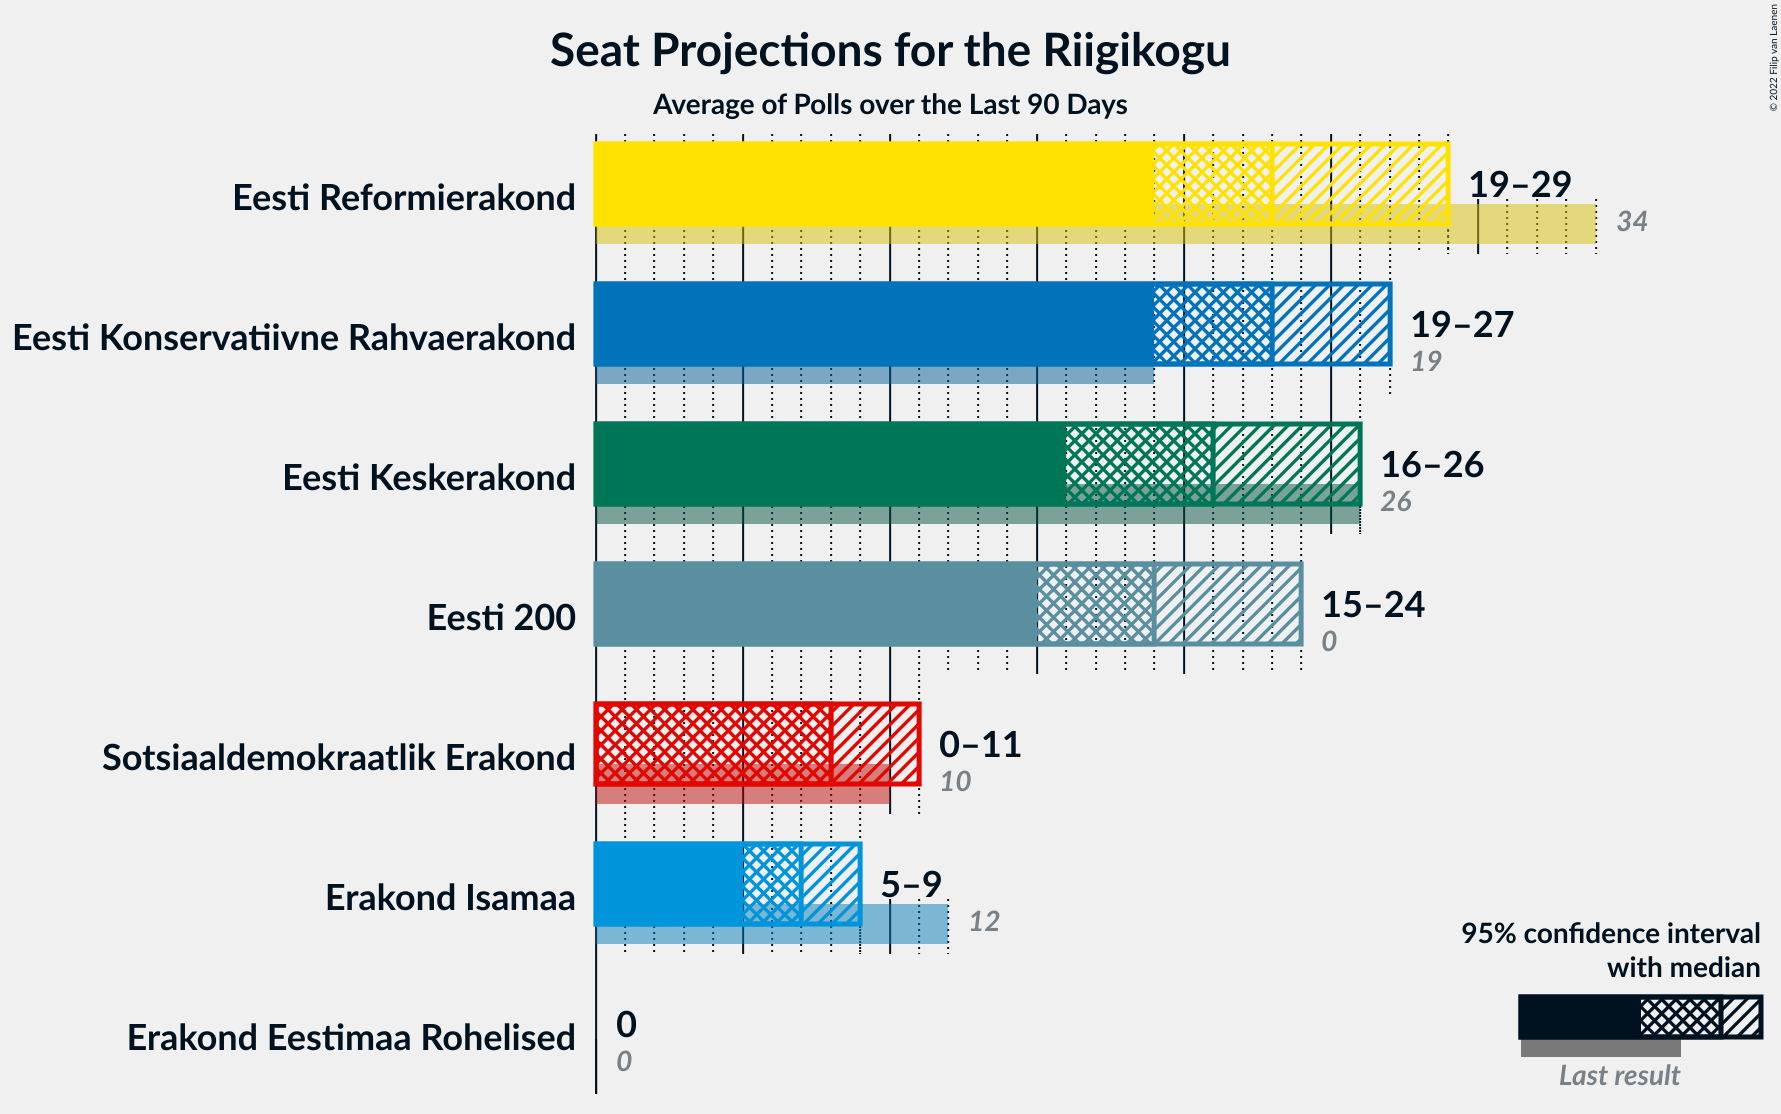 Seat Projections for the Riigikogu
Average of Polls over the Last 90 Days
© 2022 Filip van Laenen
Eesti Reformierakond
19–29
34
Eesti Konservatiivne Rahvaerakond
19–27
19
Eesti Keskerakond
16–26
26
Eesti 200
15–24
0
Sotsiaaldemokraatlik Erakond
0–11
10
Erakond Isamaa
5–9
12
Erakond Eestimaa Rohelised
0
0
95% confidence interval
with median
Last result